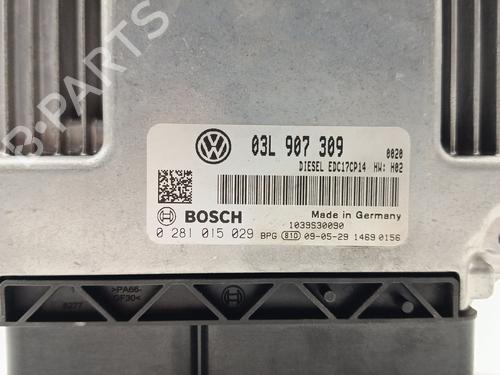 B-PARTS
03L 907 309
0020
DIESEL EDC17CP14 HW: H02
BOSCH
Made in Germany
1039S30090
0 281 015 029 BPG 810 09-05-29 1469 0156
>PA66-
GF30<